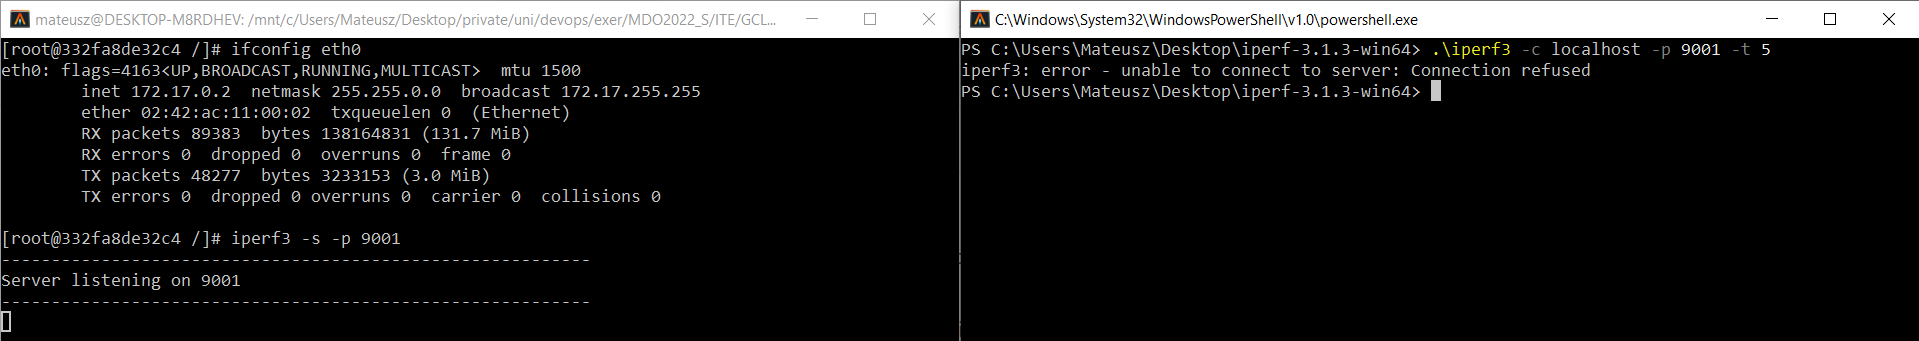 mateusz@DESKTOP-M8RDHEV: /mnt/c/Users/Mateusz/Desktop/private/uni/devops/exer/MDO2022_S/ITE/GCL...
[root@332fa8de32c4 /]# ifconfig eth0
eth0: flags=4163<UP,BROADCAST,RUNNING,MULTICAST>  mtu 1500
        inet 172.17.0.2  netmask 255.255.0.0  broadcast 172.17.255.255
        ether 02:42:ac:11:00:02  txqueuelen 0  (Ethernet)
        RX packets 89383  bytes 138164831 (131.7 MiB)
        RX errors 0  dropped 0  overruns 0  frame 0
        TX packets 48277  bytes 3233153 (3.0 MiB)
        TX errors 0  dropped 0 overruns 0  carrier 0  collisions 0
[root@332fa8de32c4 /]# iperf3 -s -p 9001
-----------------------------------------------------------
Server listening on 9001
-----------------------------------------------------------
C:\Windows\System32\WindowsPowerShell\v1.0\powershell.exe
PS C:\Users\Mateusz\Desktop\iperf-3.1.3-win64> .\iperf3 -c localhost -p 9001 -t 5
iperf3: error - unable to connect to server: Connection refused
PS C:\Users\Mateusz\Desktop\iperf-3.1.3-win64>